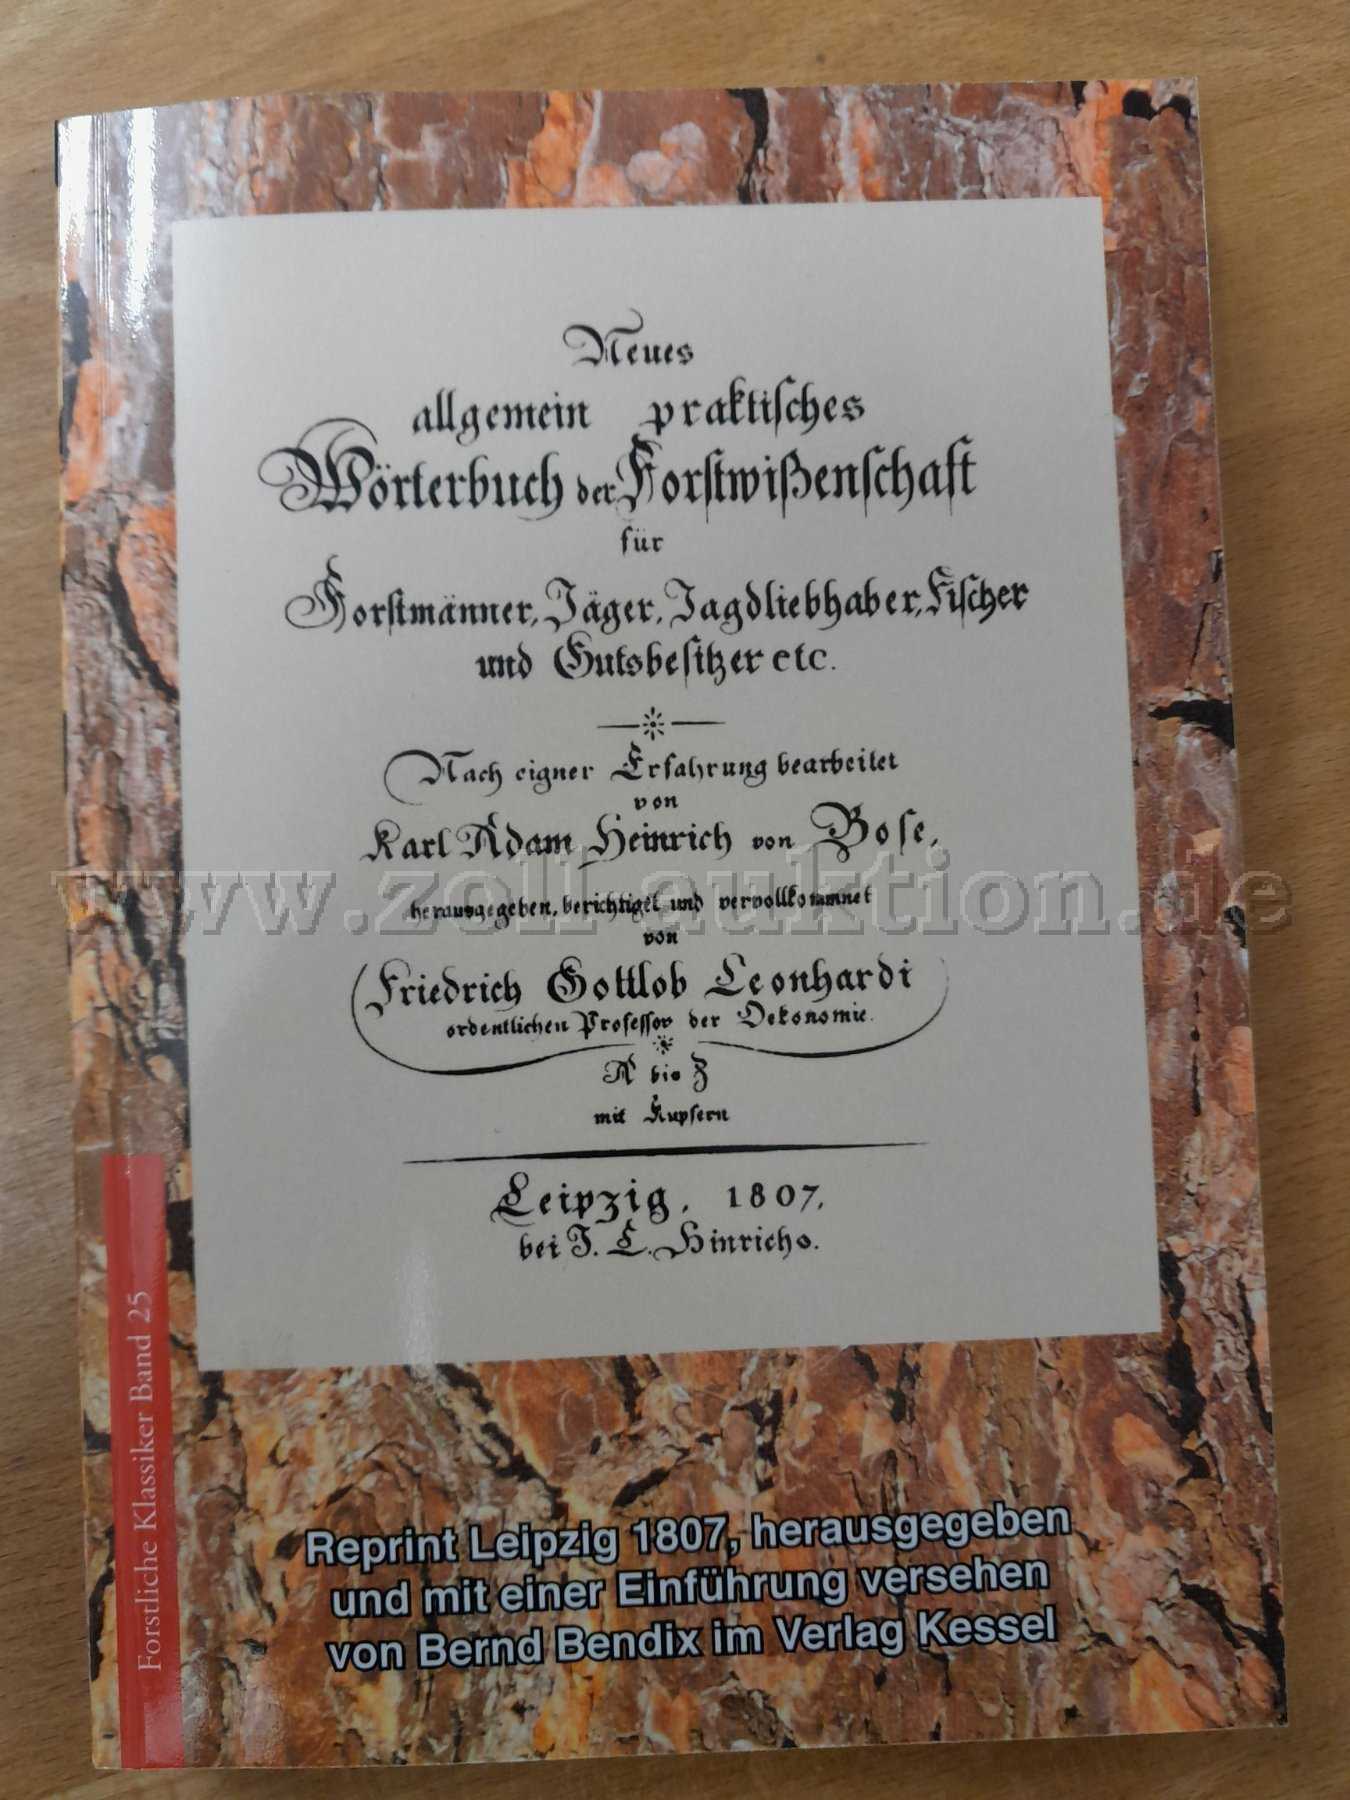 Neues
allgemein praktisches
Wörterbuch der Forstwißenschaft
für
Forstmänner, Jäger, Jagdliebhaber, Fischer
und Gutsbesitzer etc.
Nach eigner Erfahrung bearbeitet
von
Karl Adam Heinrich von Bose,
herausgegeben, berichtiget und vervollkommnet
von
Friedrich Gottlob Leonhardi
ordentlichen Professor der Oekonomie.
A bis Z
mit Kupfern
Leipzig, 1807,
bei J. C. Hinrichs.
Forstliche Klassiker Band 25
Reprint Leipzig 1807, herausgegeben
und mit einer Einführung versehen
von Bernd Bendix im Verlag Kessel
www.zoll-auktion.de